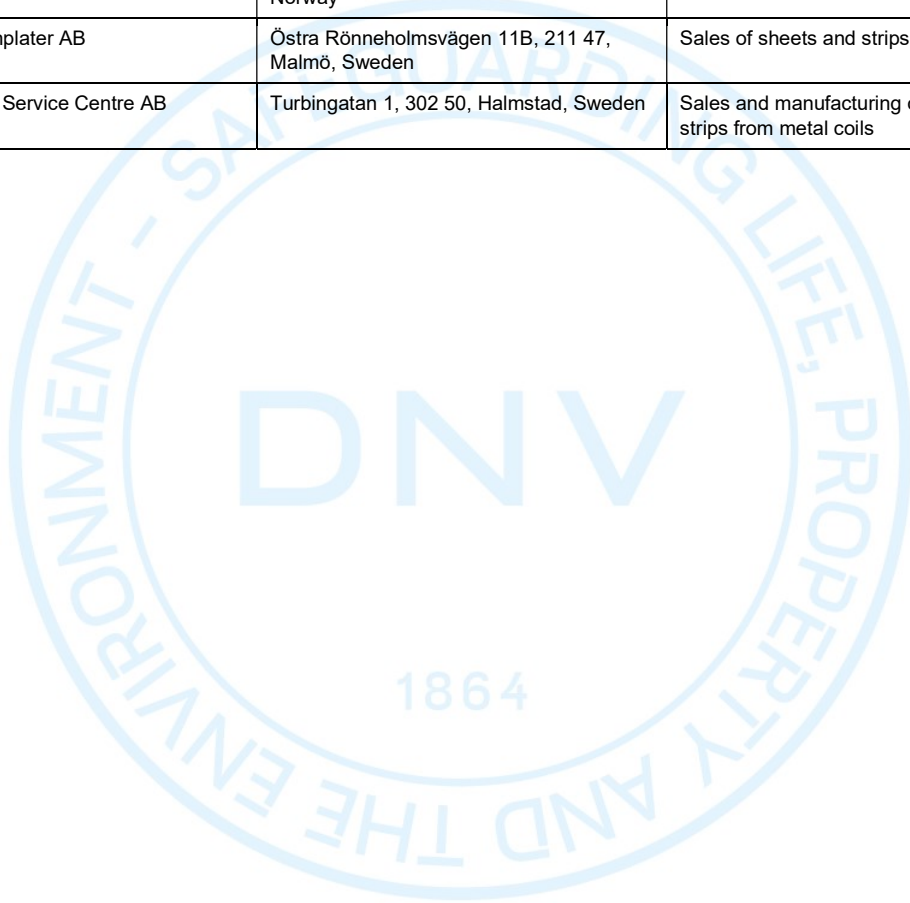 Norway
nplater AB
Östra Rönneholmsvägen 11B, 211 47,
Malmö, Sweden
Sales of sheets and strips
Service Centre AB
Turbingatan 1, 302 50, Halmstad, Sweden
Sales and manufacturing
strips from metal coils
SAFEGUARDING LIFE, PROPERTY AND THE ENVIRONMENT -
DNV
1864